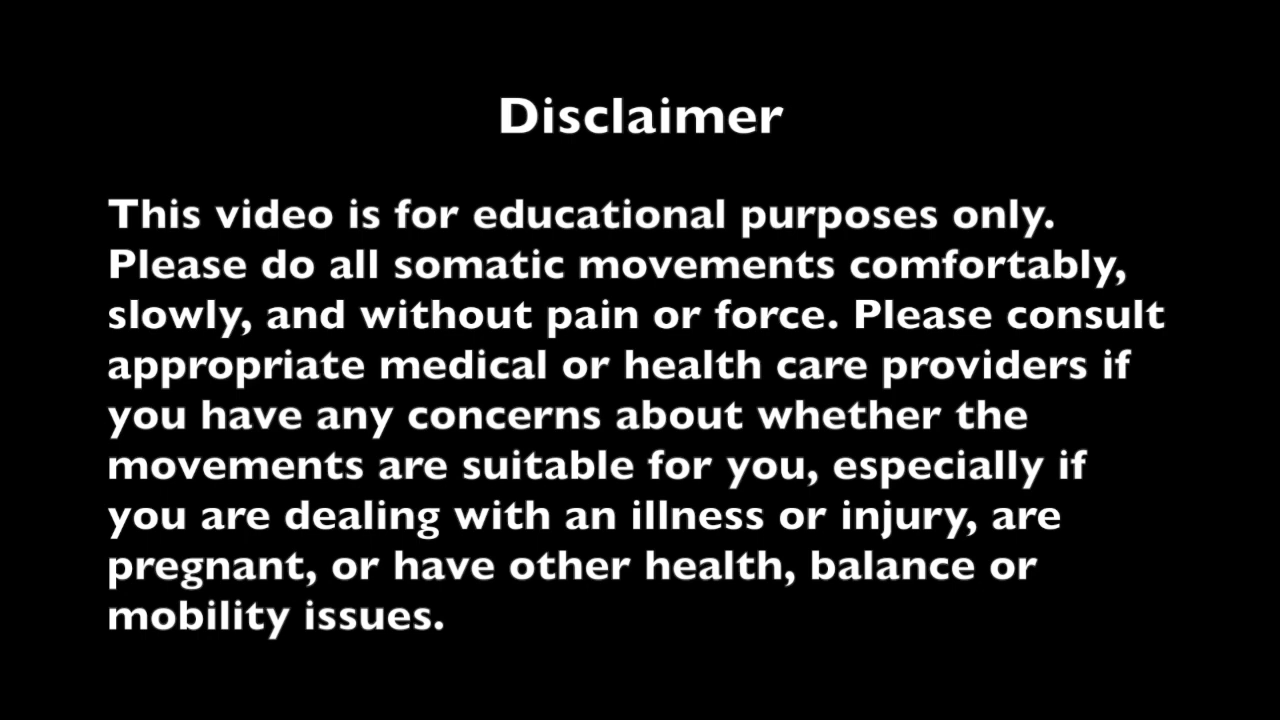 Disclaimer
This video is for educational purposes only.
Please do all somatic movements comfortably,
slowly, and without pain or force. Please consult
appropriate medical or health care providers if
you have any concerns about whether the
movements are suitable for you, especially if
you are dealing with an illness or injury, are
pregnant, or have other health, balance or
mobility issues.